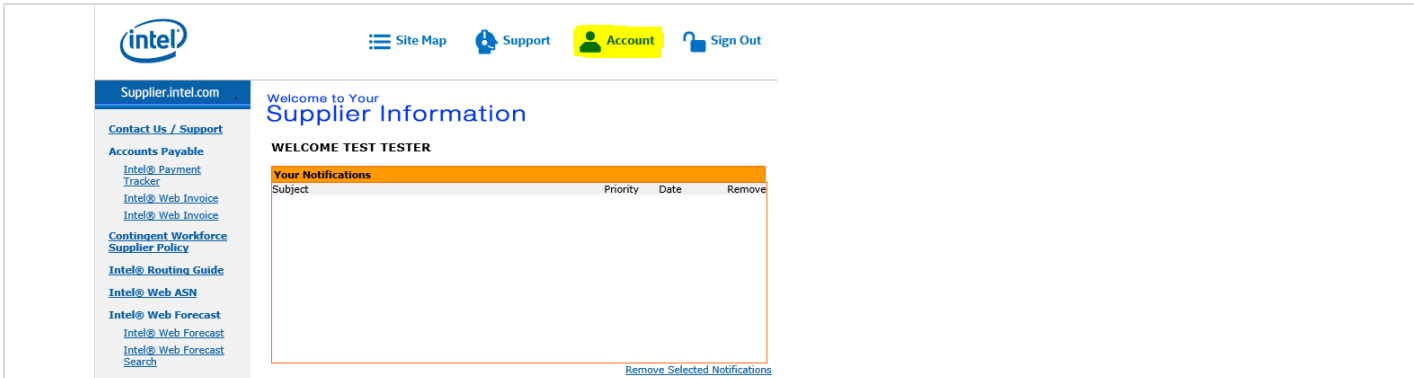 intel
Site Map Support Account Sign Out
Supplier.intel.com
Contact Us / Support
Accounts Payable
Intel® Payment
Tracker
Intel® Web Invoice
Intel® Web Invoice
Contingent Workforce
Supplier Policy
Intel® Routing Guide
Intel® Web ASN
Intel® Web Forecast
Intel® Web Forecast
Intel® Web Forecast
Search
Welcome to Your
Supplier Information
WELCOME TEST TESTER
Your Notifications
Subject Priority Date Remove
Remove Selected Notifications